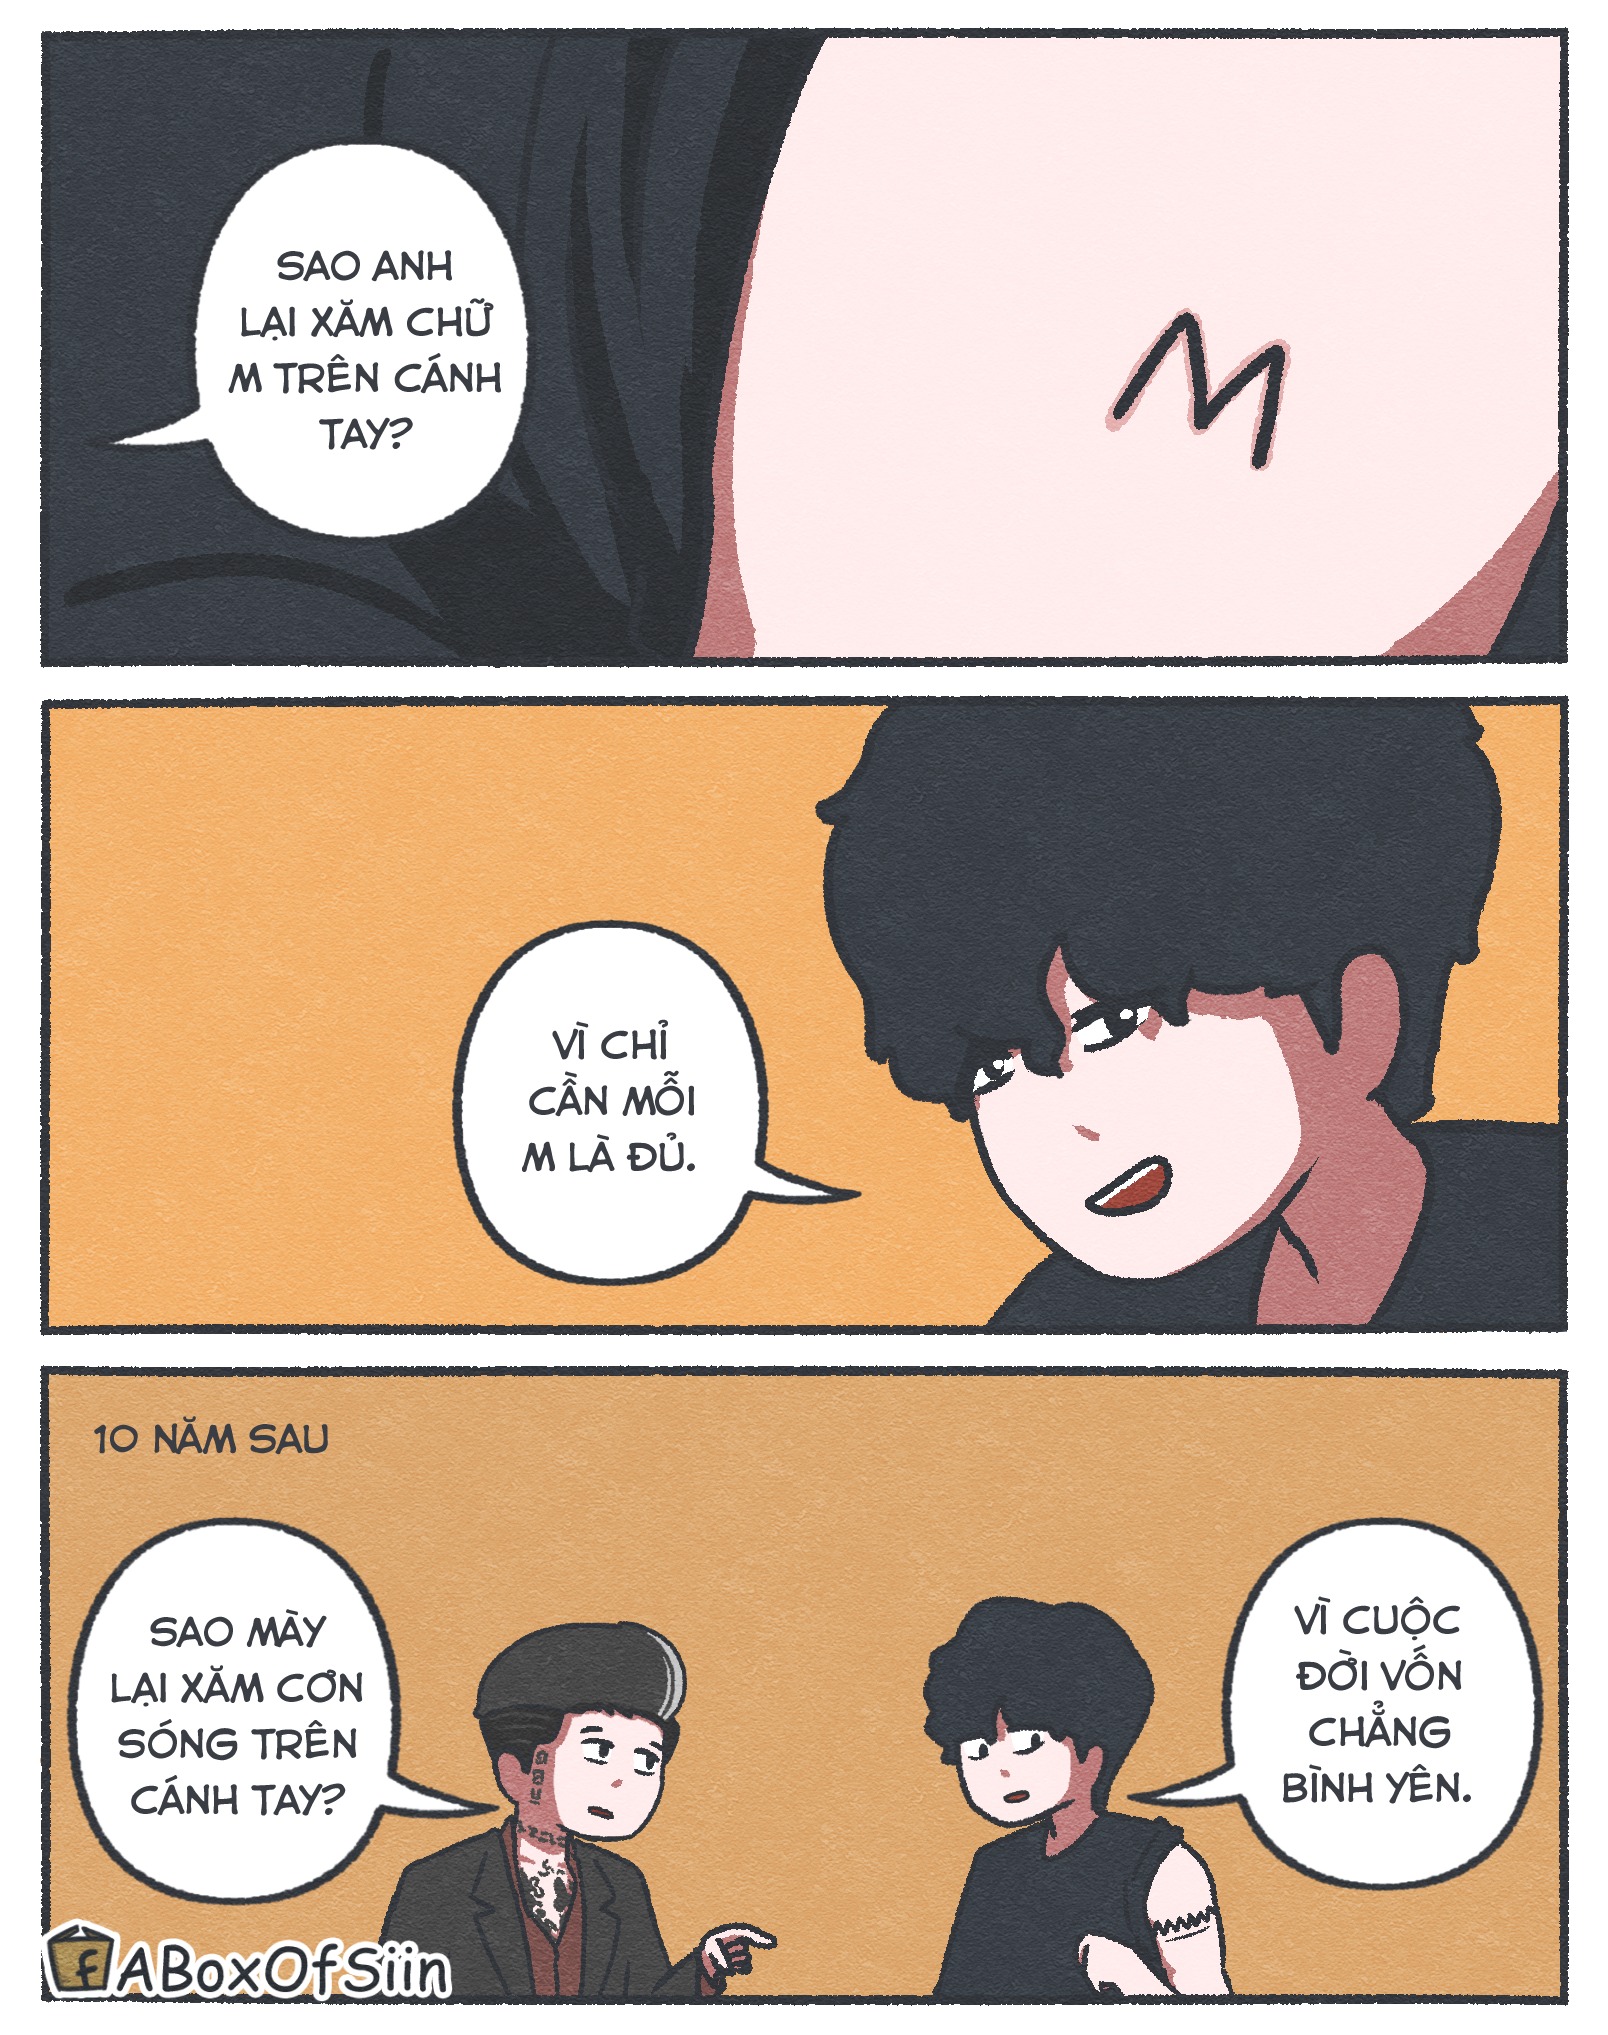 SAO ANH
LẠI XĂM CHỮ
M TRÊN CÁNH
TAY?
M
VÌ CHỈ
CẦN MỖI
M LÀ ĐỦ.
10 NĂM SAU
SAO MÀY
LẠI XĂM CƠN
SÓNG TRÊN
CÁNH TAY?
VÌ CUỘC
ĐỜI VỐN
CHẲNG
BÌNH YÊN.
f ABoxOfSiin